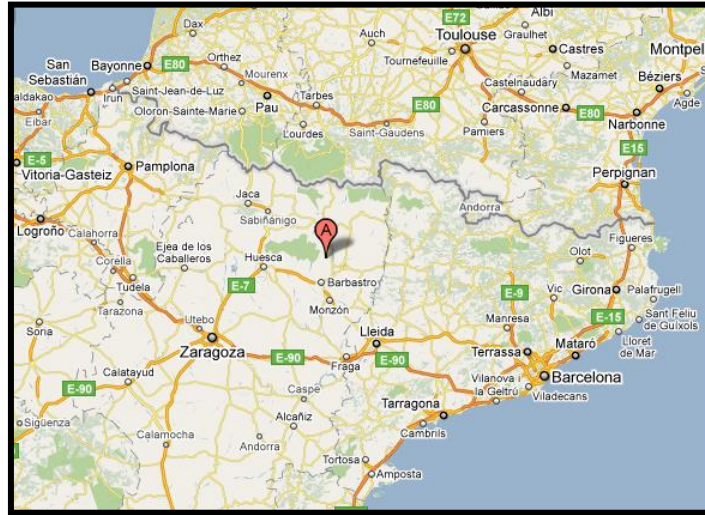 E72
Albi
Dax
Auch
Toulouse
Graulhet
Castres
Montpel
San
Sebastián
Bayonne
E80
Orthez
Tournefeuille
Mazamet
Béziers
Saint-Jean-de-Luz
Mourenx
Castelnaudary
Irun
Pau
Tarbes
Agde
aldakao
Oloron-Sainte-Marie
E80
Carcassonne
E80
Eibar
Lourdes
Saint-Gaudens
Pamiers
Narbonne
E-5
E15
Vitoria-Gasteiz
Pamplona
Perpignan
Jaca
Andorra
Logroño
Sabiñánigo
A
Calahorra
Ejea de los
Caballeros
Huesca
Olot
Figueres
Corella
E-7
Barbastro
Tudela
Vic
Girona
Palafrugell
Tarazona
Monzón
E-9
Sant Feliu
de Guíxols
Soria
Utebo
Manresa
E-15
Lleida
Lloret
de Mar
Zaragoza
E-90
Terrassa
Mataró
Fraga
E-90
Calatayud
Vilanova i
la Geltrú
Barcelona
E-90
Caspe
Viladecans
Sigüenza
Alcañiz
Tarragona
Calamocha
Andorra
Cambrils
Tortosa
Amposta